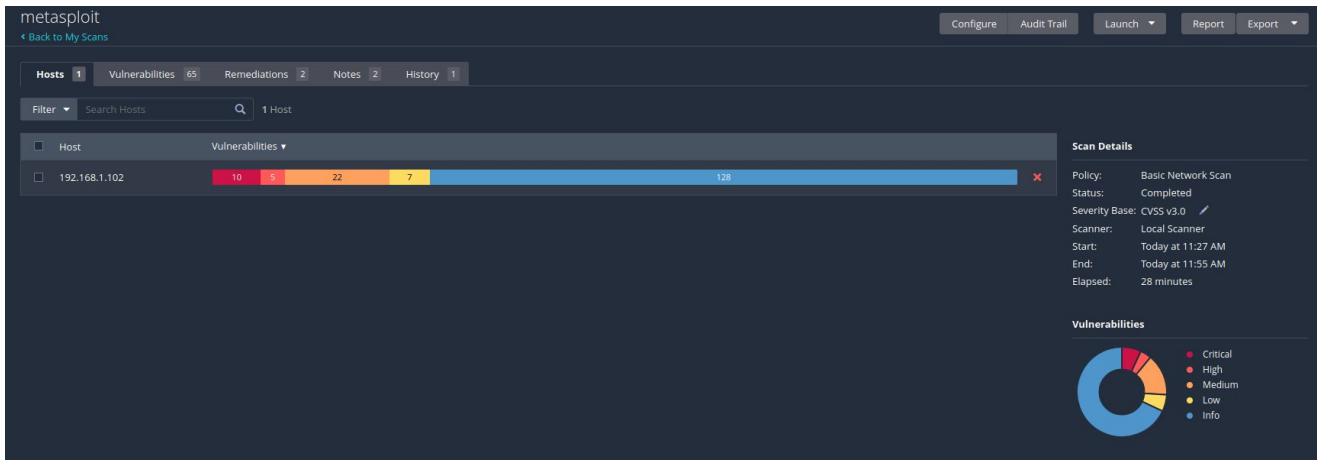 metasploit
Back to My Scans
Configure Audit Trail Launch Report Export
Hosts 1 Vulnerabilities 65 Remediations 2 Notes 2 History 1
Filter Search Hosts 1 Host
Host Vulnerabilities
192.168.1.102 10 5 22 7 128
Scan Details
Policy: Basic Network Scan
Status: Completed
Severity Base: CVSS v3.0
Scanner: Local Scanner
Start: Today at 11:27 AM
End: Today at 11:55 AM
Elapsed: 28 minutes
Vulnerabilities
Critical
High
Medium
Low
Info